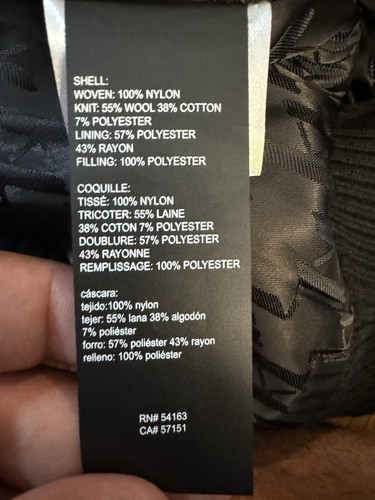 SHELL:
WOVEN: 100% NYLON
KNIT: 55% WOOL 38% COTTON
7% POLYESTER
LINING: 57% POLYESTER
43% RAYON
FILLING: 100% POLYESTER
COQUILLE:
TISSÉ: 100% NYLON
TRICOTER: 55% LAINE
38% COTON 7% POLYESTER
DOUBLURE: 57% POLYESTER
43% RAYONNE
REMPLISSAGE: 100% POLYESTER
cáscara:
tejido:100% nylon
tejer: 55% lana 38% algodón
7% poliéster
forro: 57% poliéster 43% rayon
relleno: 100% poliéster
RN# 54163
CA# 57151